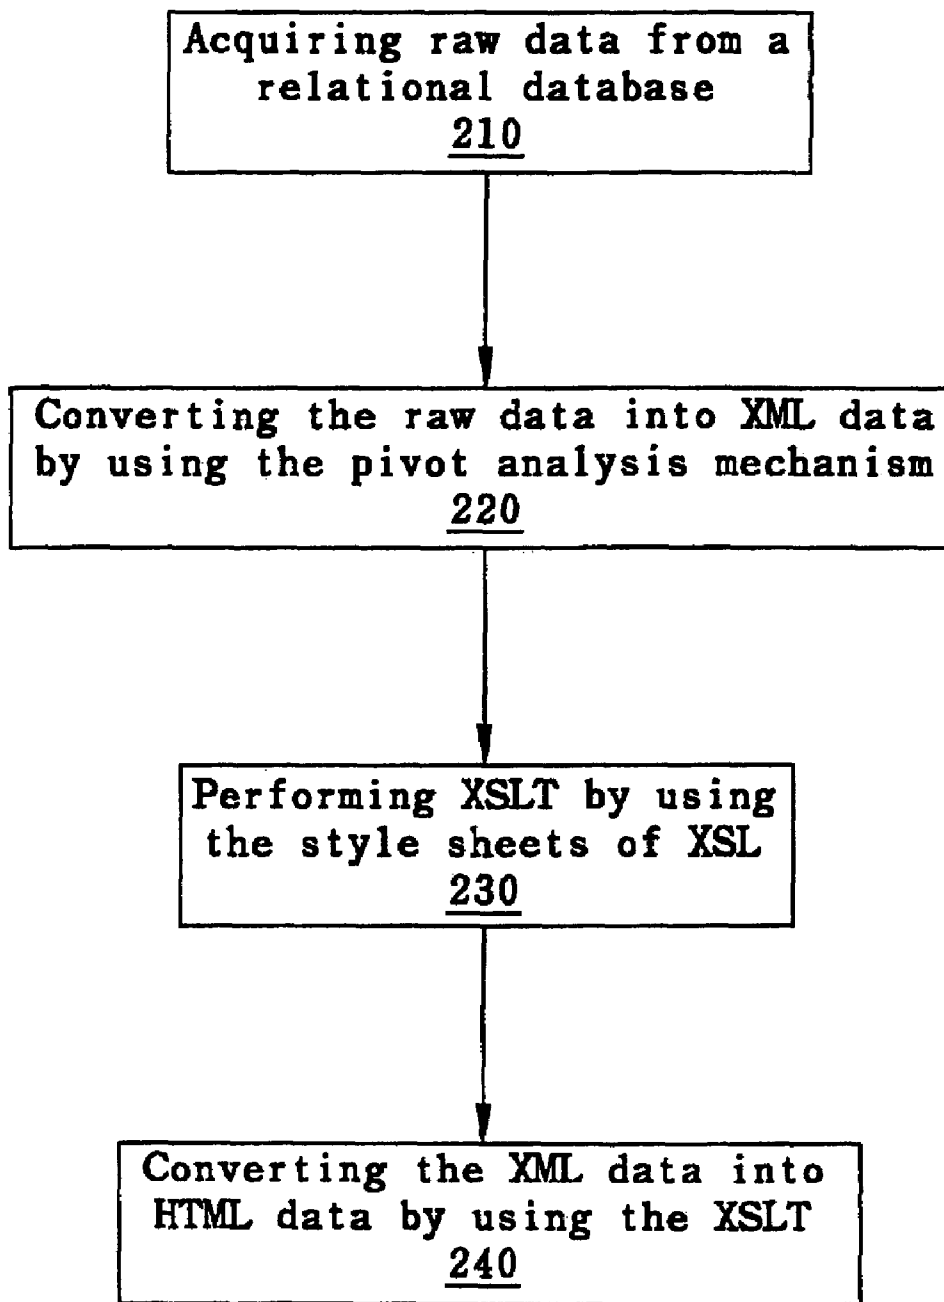 Acquiring raw data from a
relational database
210
Converting the raw data into XML data
by using the pivot analysis mechanism
220
Performing XSLT by using
the style sheets of XSL
230
Converting the XML data into
HTML data by using the XSLT
240